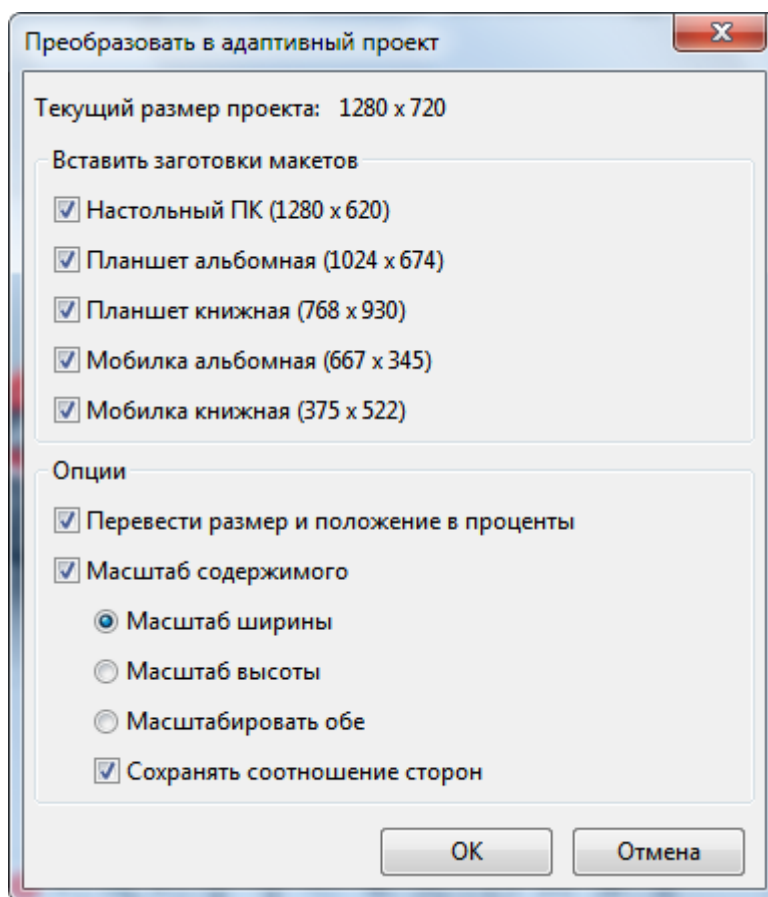 Преобразовать в адаптивный проект
Текущий размер проекта: 1280 x 720
Вставить заготовки макетов
Настольный ПК (1280 x 620)
Планшет альбомная (1024 x 674)
Планшет книжная (768 x 930)
Мобилка альбомная (667 x 345)
Мобилка книжная (375 x 522)
Опции
Перевести размер и положение в проценты
Масштаб содержимого
Масштаб ширины
Масштаб высоты
Масштабировать обе
Сохранять соотношение сторон
OK
Отмена